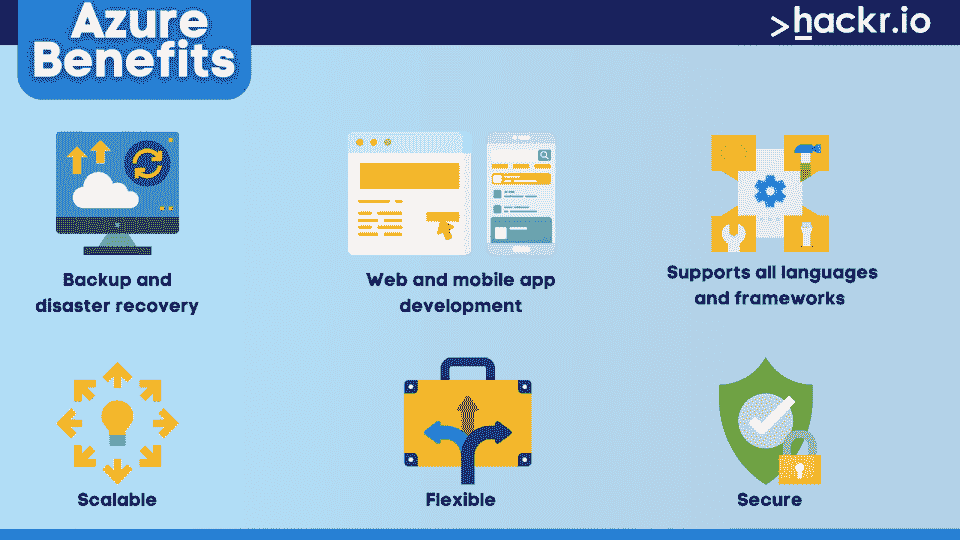 Azure
Benefits
>hackr.io
Backup and
disaster recovery
Web and mobile app
development
Supports all languages
and frameworks
Scalable
Flexible
Secure